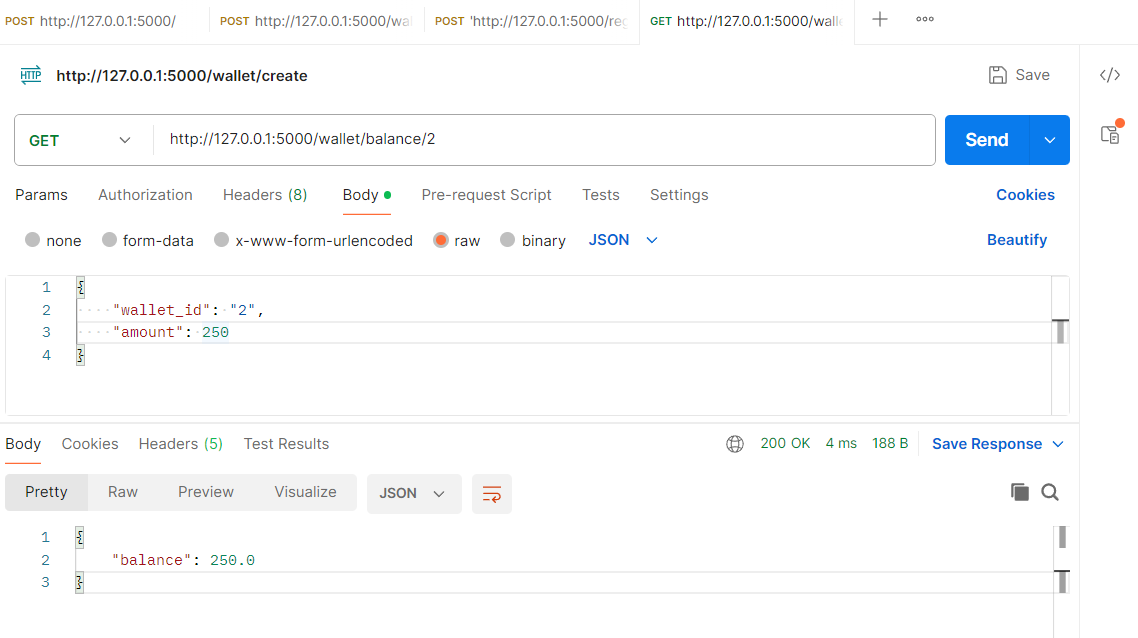 POST http://127.0.0.1:5000/ POST http://127.0.0.1:5000/wal POST 'http://127.0.0.1:5000/reg GET http://127.0.0.1:5000/walle
HTTP http://127.0.0.1:5000/wallet/create Save </>
GET http://127.0.0.1:5000/wallet/balance/2 Send
Params Authorization Headers (8) Body Pre-request Script Tests Settings Cookies
none form-data x-www-form-urlencoded raw binary JSON Beautify
1 {
2 "wallet_id": "2",
3 "amount": 250
4 }
Body Cookies Headers (5) Test Results 200 OK 4 ms 188 B Save Response
Pretty Raw Preview Visualize JSON
1 {
2 "balance": 250.0
3 }